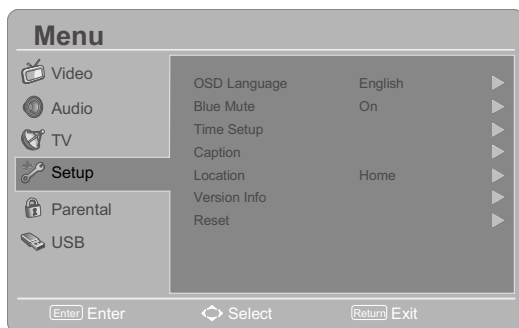 Menu
Video
Audio
TV
Setup
Parental
USB
OSD Language English
Blue Mute On
Time Setup
Caption
Location Home
Version Info
Reset
Enter Enter Select Return Exit